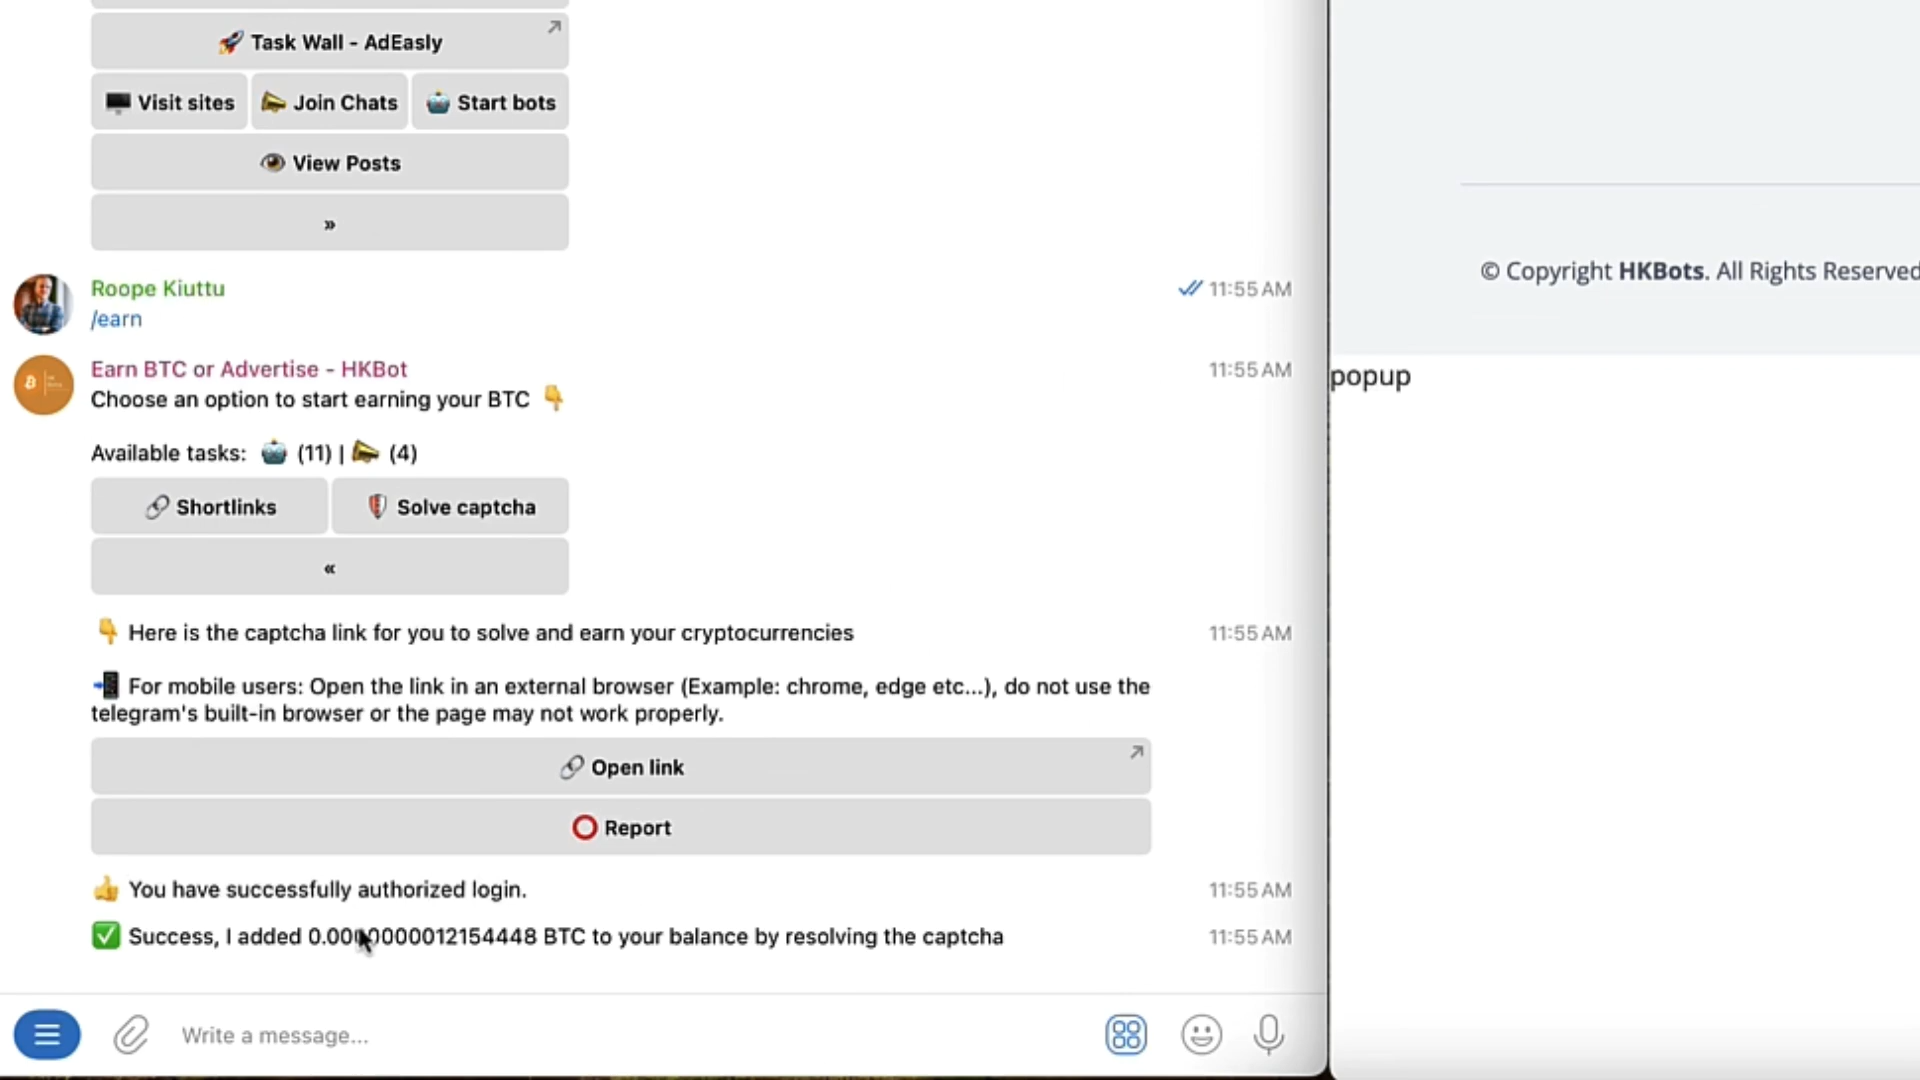 Task Wall - AdEasly
Visit sites
Join Chats
Start bots
View Posts
»
Roope Kiuttu
11:55 AM
/earn
Earn BTC or Advertise - HKBot
11:55 AM
Choose an option to start earning your BTC
Available tasks: (11) | (4)
Shortlinks
Solve captcha
«
Here is the captcha link for you to solve and earn your cryptocurrencies
11:55 AM
For mobile users: Open the link in an external browser (Example: chrome, edge etc...), do not use the
telegram's built-in browser or the page may not work properly.
Open link
Report
You have successfully authorized login.
11:55 AM
Success, I added BTC to your balance by resolving the captcha
11:55 AM
Write a message...
© Copyright HKBots. All Rights Reserved
popup